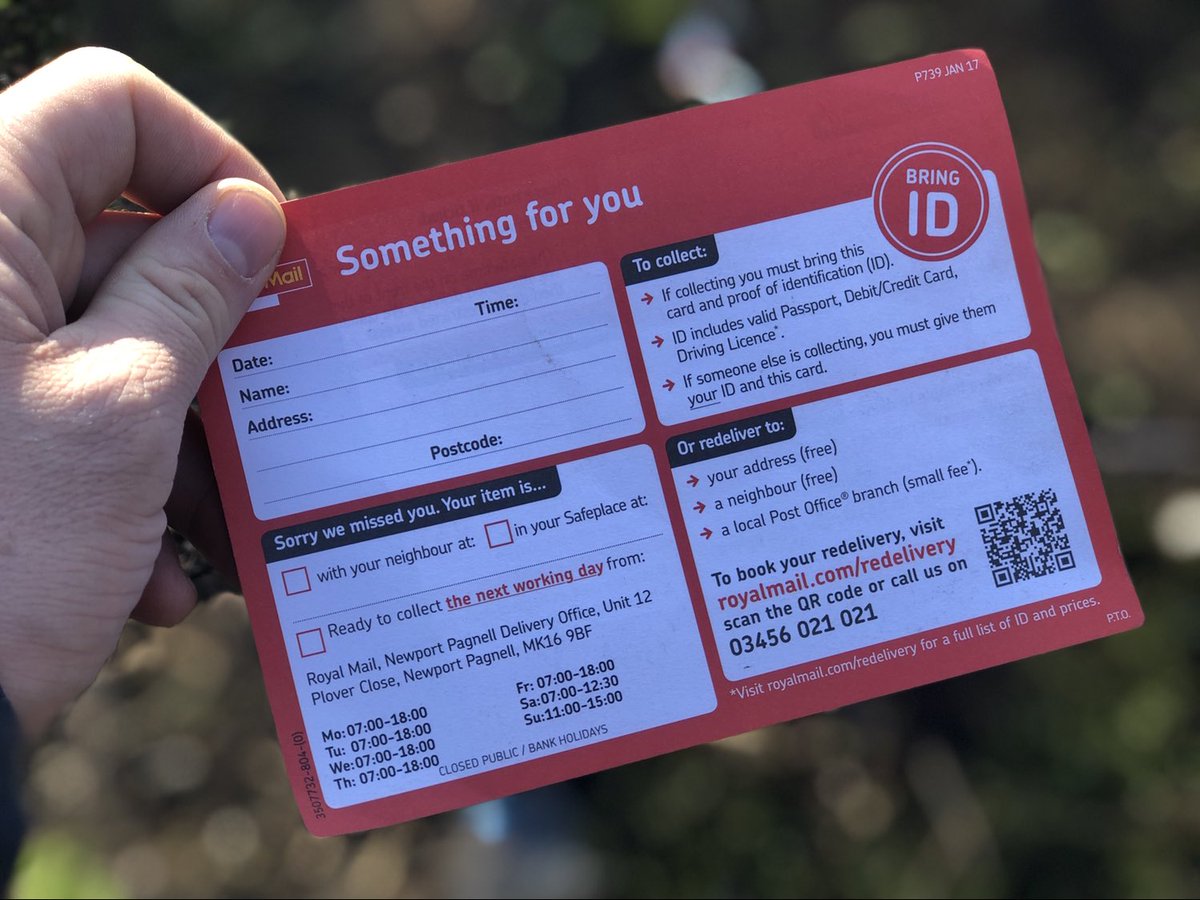 P739 JAN 17
Mail
Something for you
BRING
ID
Date:
Time:
Name:
Address:
Postcode:
To collect:
If collecting you must bring this
card and proof of identification (ID).
ID includes valid Passport, Debit/Credit Card,
Driving Licence*.
If someone else is collecting, you must give them
your ID and this card.
Sorry we missed you. Your item is...
with your neighbour at:
in your Safeplace at:
Ready to collect the next working day from:
Royal Mail, Newport Pagnell Delivery Office, Unit 12
Plover Close, Newport Pagnell, MK16 9BF
Mo: 07:00-18:00
Tu: 07:00-18:00
We: 07:00-18:00
Th: 07:00-18:00
Fr: 07:00-18:00
Sa: 07:00-12:30
Su: 11:00-15:00
CLOSED PUBLIC / BANK HOLIDAYS
Or redeliver to:
your address (free)
a neighbour (free)
a local Post Office® branch (small fee*).
To book your redelivery, visit
royalmail.com/redelivery
scan the QR code or call us on
03456 021 021
*Visit royalmail.com/redelivery for a full list of ID and prices.
P.T.O.
3507732-804-(0)